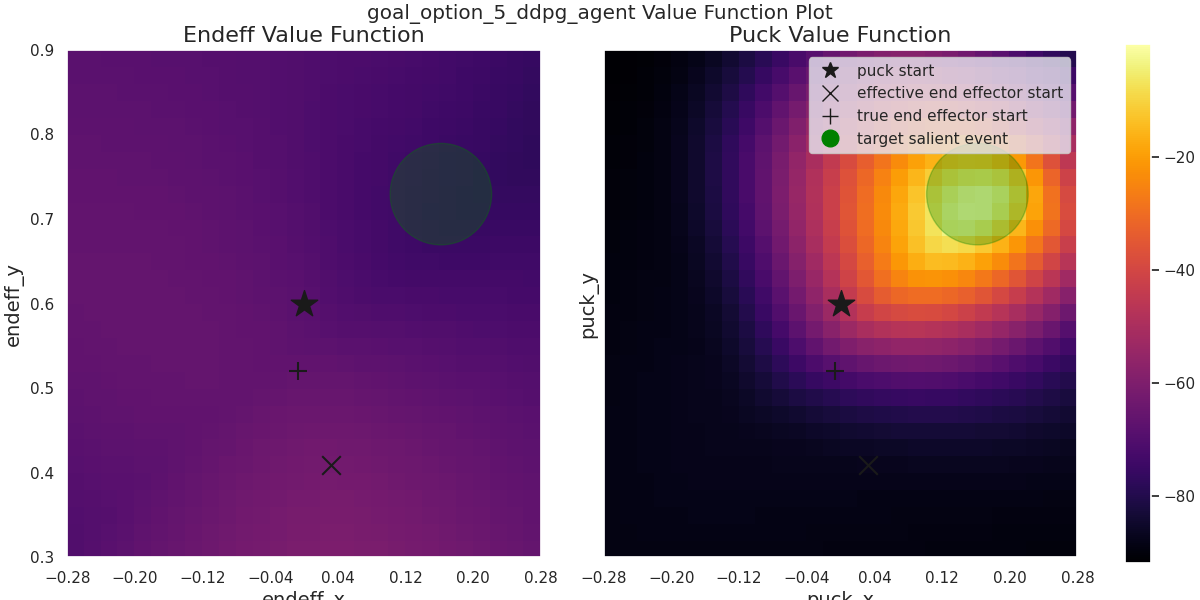 goal_option_5_ddpg_agent Value Function Plot
Endeff Value Function
0.9
0.8
0.7
0.6
0.5
0.4
0.3
endeff_y
−0.28 −0.20 −0.12 −0.04 0.04 0.12 0.20 0.28
endeff_x
Puck Value Function
puck start
effective end effector start
true end effector start
target salient event
puck_y
−0.28 −0.20 −0.12 −0.04 0.04 0.12 0.20 0.28
puck_x
−20
−40
−60
−80